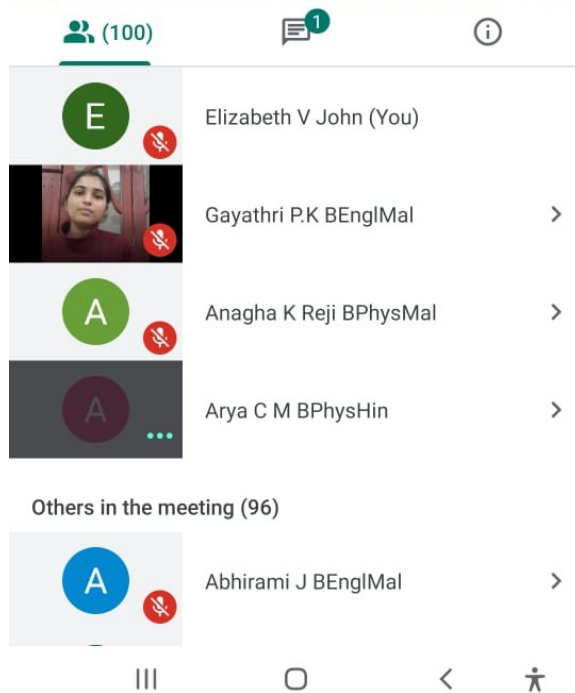 (100)
1
E
Elizabeth V John (You)
Gayathri P.K BEnglMal
A
Anagha K Reji BPhysMal
A
Arya C M BPhysHin
Others in the meeting (96)
A
Abhirami J BEnglMal